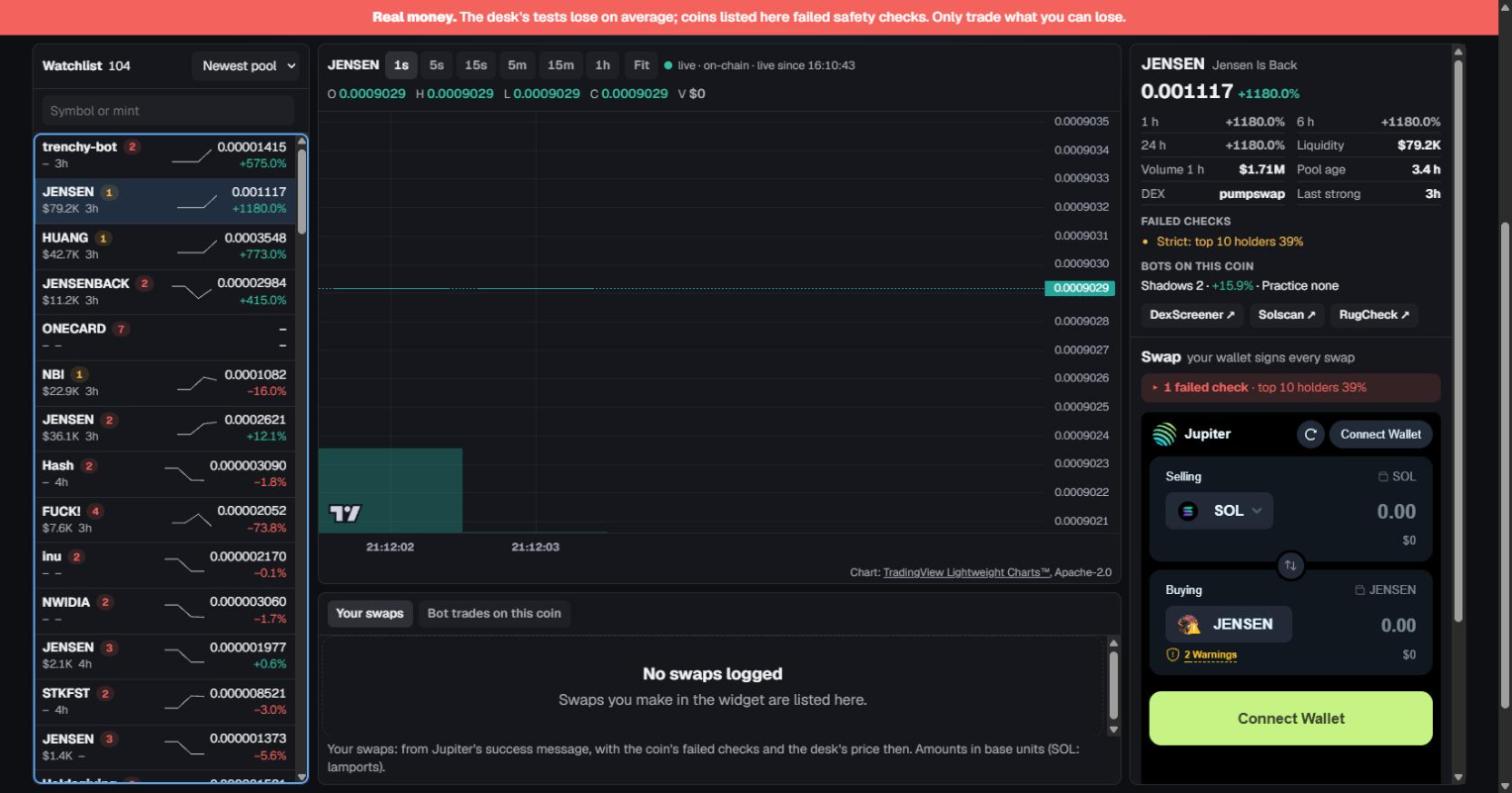 Real money. The desk's tests lose on average; coins listed here failed safety checks. Only trade what you can lose.
Watchlist 104
Newest pool
Symbol or mint
trenchy-bot 2 0.00001415
– 3h +575.0%
JENSEN 1 0.001117
$79.2K 3h +1180.0%
HUANG 1 0.0003548
$42.7K 3h +773.0%
JENSENBACK 2 0.00002984
$11.2K 3h +415.0%
ONECARD 7 –
– – –
NBI 1 0.0001082
$22.9K 3h −16.0%
JENSEN 2 0.0002621
$36.1K 3h +12.1%
Hash 2 0.000003090
– 4h −1.8%
FUCK! 4 0.00002052
$7.6K 3h −73.8%
inu 2 0.000002170
– – −0.1%
NWIDIA 2 0.000003060
– – −1.7%
JENSEN 3 0.000001977
$2.1K 4h +0.6%
STKFST 2 0.000008521
– 4h −3.0%
JENSEN 3 0.000001373
$1.4K – −5.6%
JENSEN 1s 5s 15s 5m 15m 1h Fit live · on-chain · live since 16:10:43
O 0.0009029 H 0.0009029 L 0.0009029 C 0.0009029 V $0
0.0009035
0.0009034
0.0009033
0.0009032
0.0009031
0.0009030
0.0009029
0.0009028
0.0009027
0.0009026
0.0009025
0.0009024
0.0009023
0.0009022
0.0009021
21:12:02 21:12:03
Chart: TradingView Lightweight Charts™, Apache-2.0
Your swaps Bot trades on this coin
No swaps logged
Swaps you make in the widget are listed here.
Your swaps: from Jupiter's success message, with the coin's failed checks and the desk's price then. Amounts in base units (SOL:
lamports).
JENSEN Jensen Is Back
0.001117 +1180.0%
1 h +1180.0% 6 h +1180.0%
24 h +1180.0% Liquidity $79.2K
Volume 1 h $1.71M Pool age 3.4 h
DEX pumpswap Last strong 3h
FAILED CHECKS
Strict: top 10 holders 39%
BOTS ON THIS COIN
Shadows 2 · +15.9% · Practice none
DexScreener ↗ Solscan ↗ RugCheck ↗
Swap your wallet signs every swap
1 failed check · top 10 holders 39%
Jupiter Connect Wallet
Selling SOL
SOL 0.00
$0
Buying JENSEN
JENSEN 0.00
2 Warnings $0
Connect Wallet